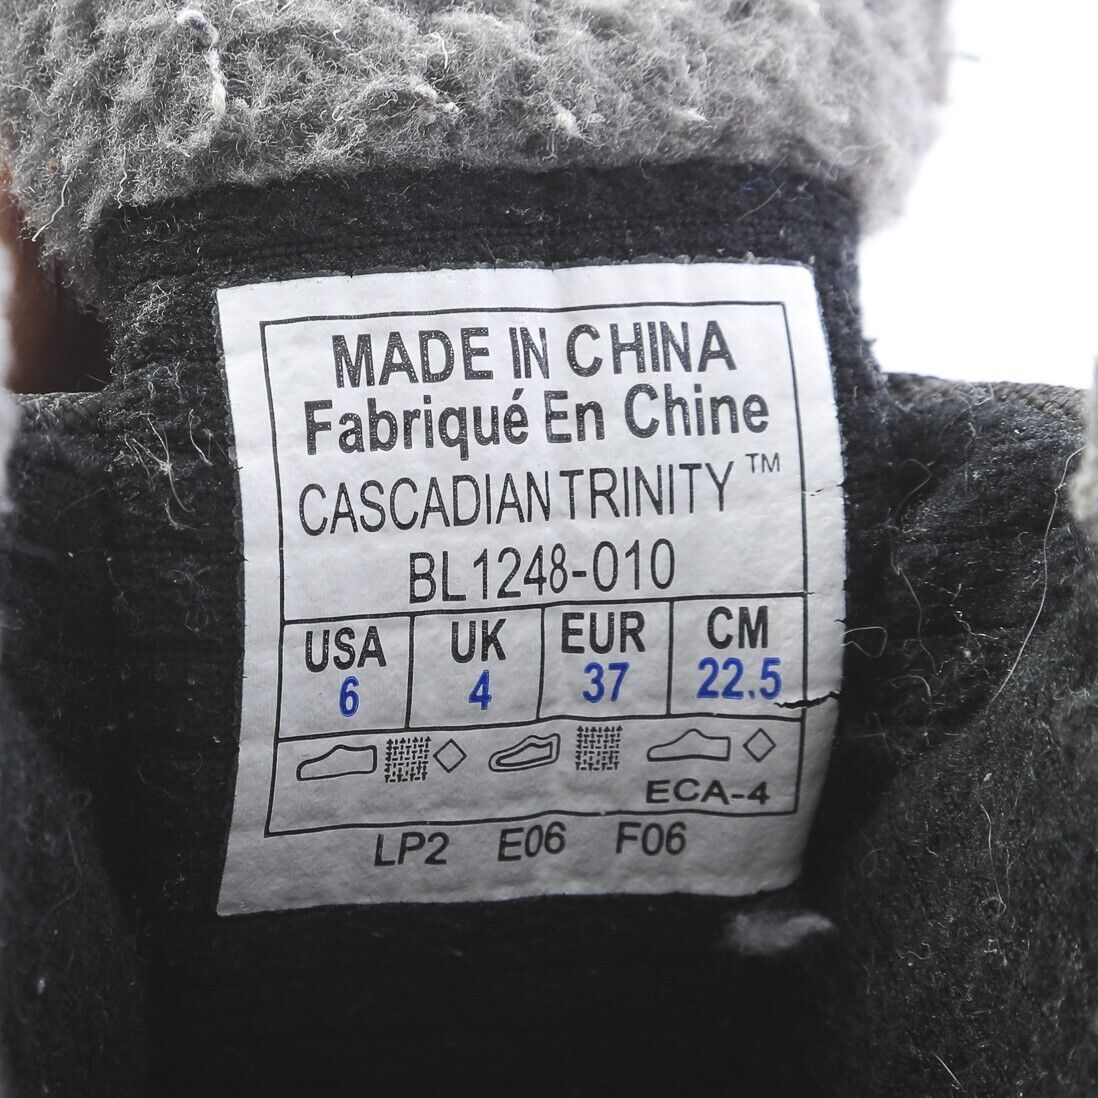 MADE IN CHINA
Fabriqué En Chine
CASCADIAN TRINITY™
BL1248-010
USA UK EUR CM
6 4 37 22.5
ECA-4
LP2 E06 F06